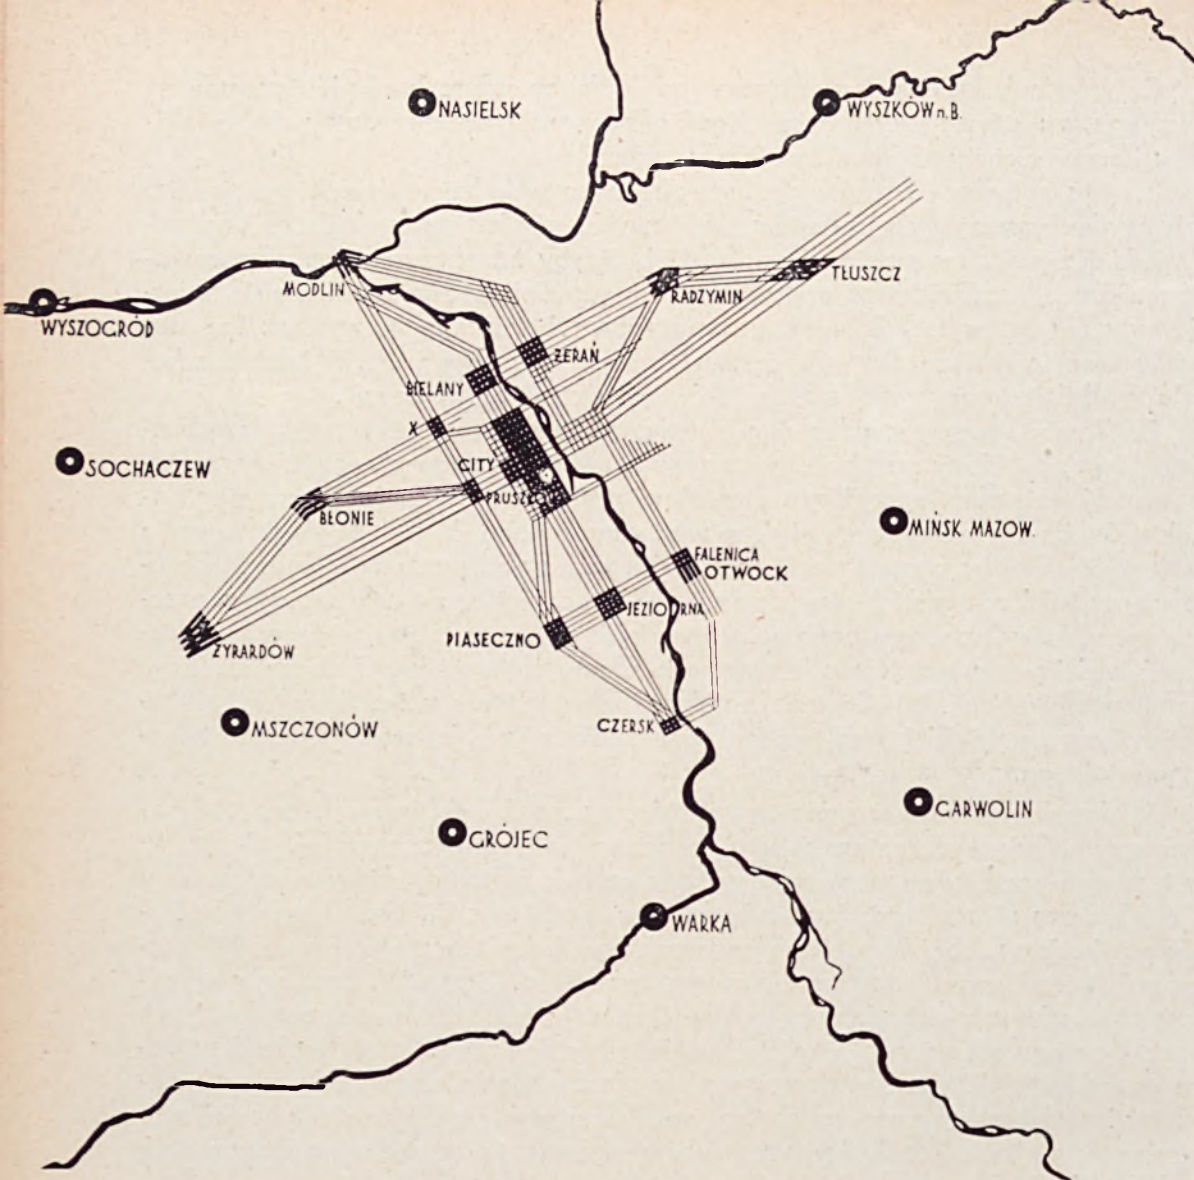 NASIELSK
WYSZKÓW n.B.
MODLIN
TŁUSZCZ
RADZYMIN
WYSZOGRÓD
ŻERAŃ
BIELANY
X
SOCHACZEW
CITY
PRUSZKÓW
BŁONIE
MIŃSK MAZOW.
FALENICA
OTWOCK
JEZIORNA
PIASECZNO
ŻYRARDÓW
CZERSK
MSZCZONÓW
GARWOLIN
GRÓJEC
WARKA